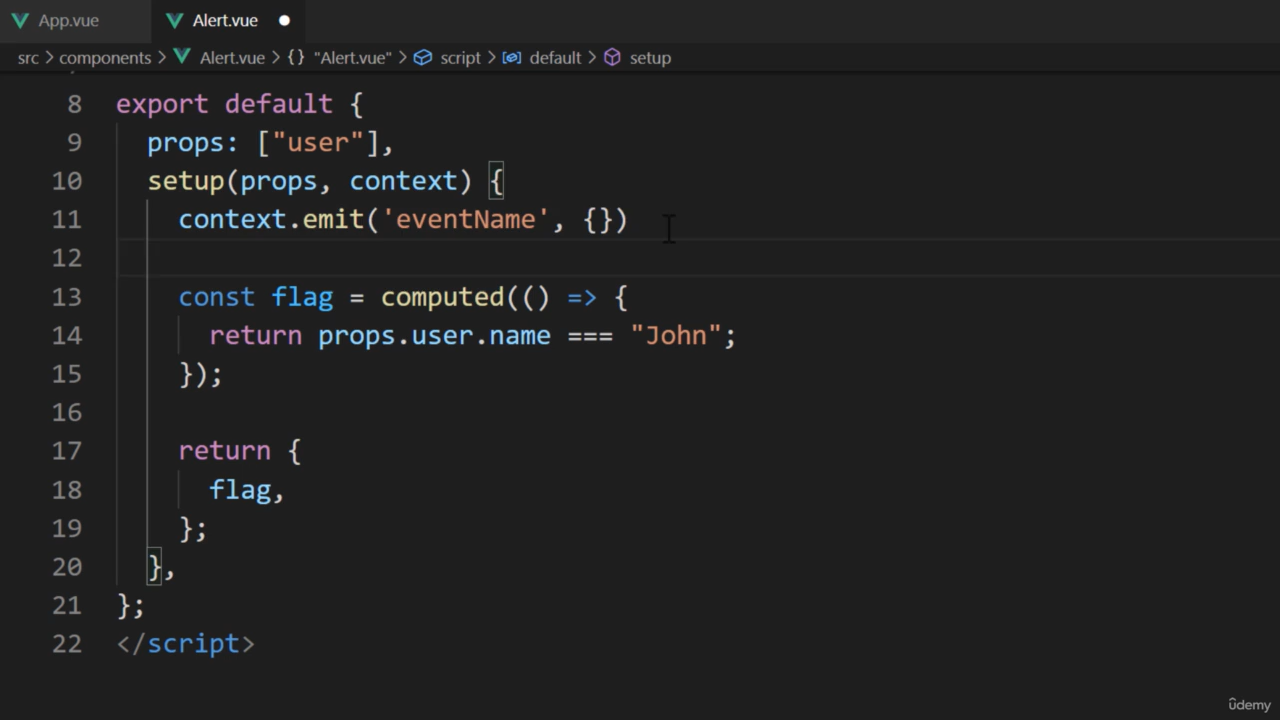 App.vue Alert.vue
src > components > Alert.vue > {} "Alert.vue" > script > default > setup
8 export default {
9 props: ["user"],
10 setup(props, context) {
11 context.emit('eventName', {})
12
13 const flag = computed(() => {
14 return props.user.name === "John";
15 });
16
17 return {
18 flag,
19 };
20 },
21 };
22 </script>
ûdemy